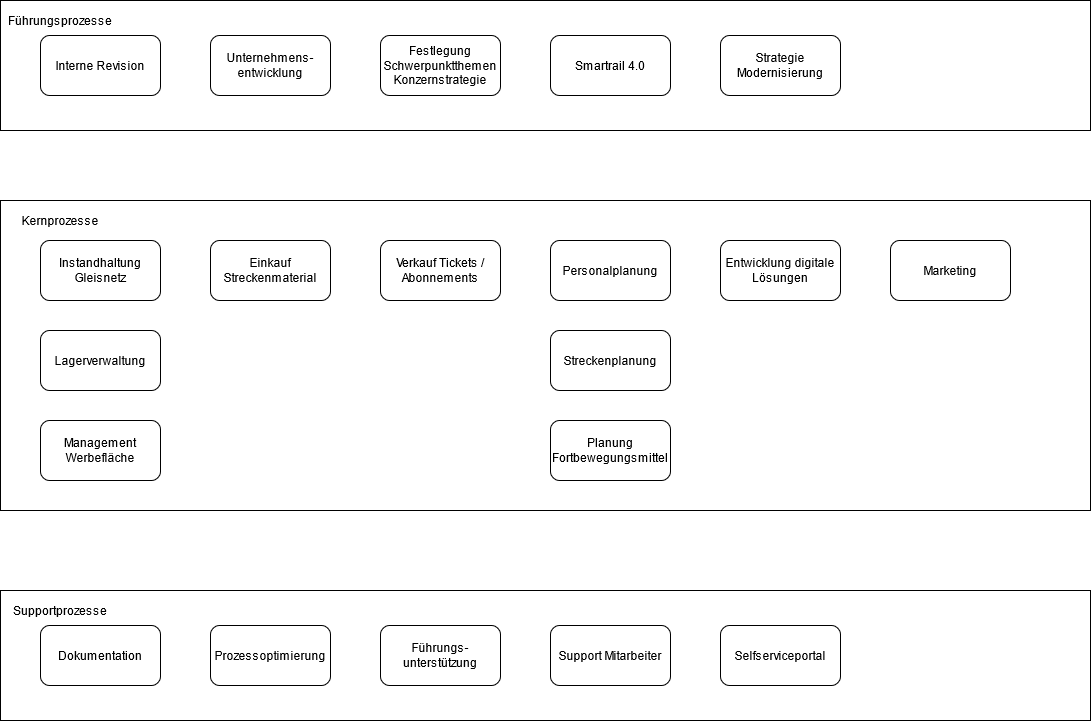 Führungsprozesse
Interne Revision
Unternehmens-
entwicklung
Festlegung
Schwerpunktthemen
Konzernstrategie
Smartrail 4.0
Strategie
Modernisierung
Kernprozesse
Instandhaltung
Gleisnetz
Einkauf
Streckenmaterial
Verkauf Tickets /
Abonnements
Personalplanung
Entwicklung digitale
Lösungen
Marketing
Lagerverwaltung
Streckenplanung
Management
Werbefläche
Planung
Fortbewegungsmittel
Supportprozesse
Dokumentation
Prozessoptimierung
Führungs-
unterstützung
Support Mitarbeiter
Selfserviceportal